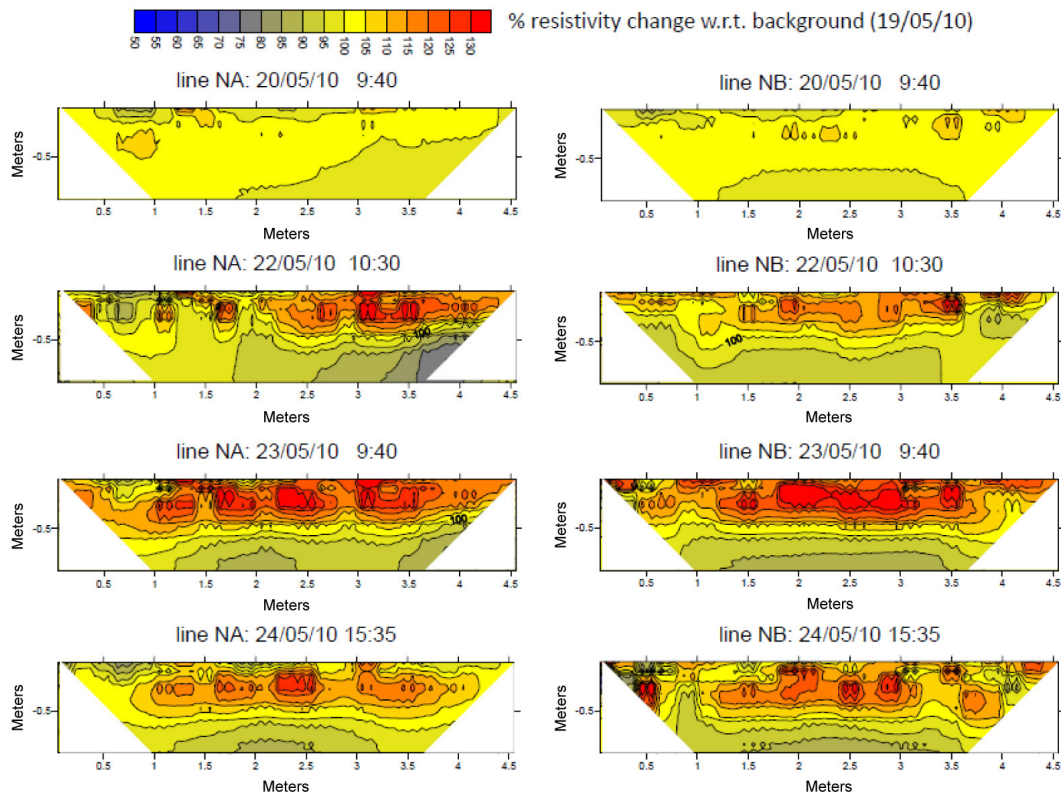 % resistivity change w.r.t. background (19/05/10)
50 55 60 65 70 75 80 85 90 95 100 105 110 115 120 125 130
line NA: 20/05/10 9:40
line NB: 20/05/10 9:40
Meters
-0.5
0.5 1 1.5 2 2.5 3 3.5 4 4.5
Meters
Meters
-0.5
0.5 1 1.5 2 2.5 3 3.5 4 4.5
Meters
line NA: 22/05/10 10:30
line NB: 22/05/10 10:30
Meters
-0.5
100
0.5 1 1.5 2 2.5 3 3.5 4 4.5
Meters
Meters
-0.5
100
0.5 1 1.5 2 2.5 3 3.5 4 4.5
Meters
line NA: 23/05/10 9:40
line NB: 23/05/10 9:40
Meters
-0.5
100
0.5 1 1.5 2 2.5 3 3.5 4 4.5
Meters
Meters
-0.5
0.5 1 1.5 2 2.5 3 3.5 4 4.5
Meters
line NA: 24/05/10 15:35
line NB: 24/05/10 15:35
Meters
-0.5
0.5 1 1.5 2 2.5 3 3.5 4 4.5
Meters
Meters
-0.5
0.5 1 1.5 2 2.5 3 3.5 4 4.5
Meters